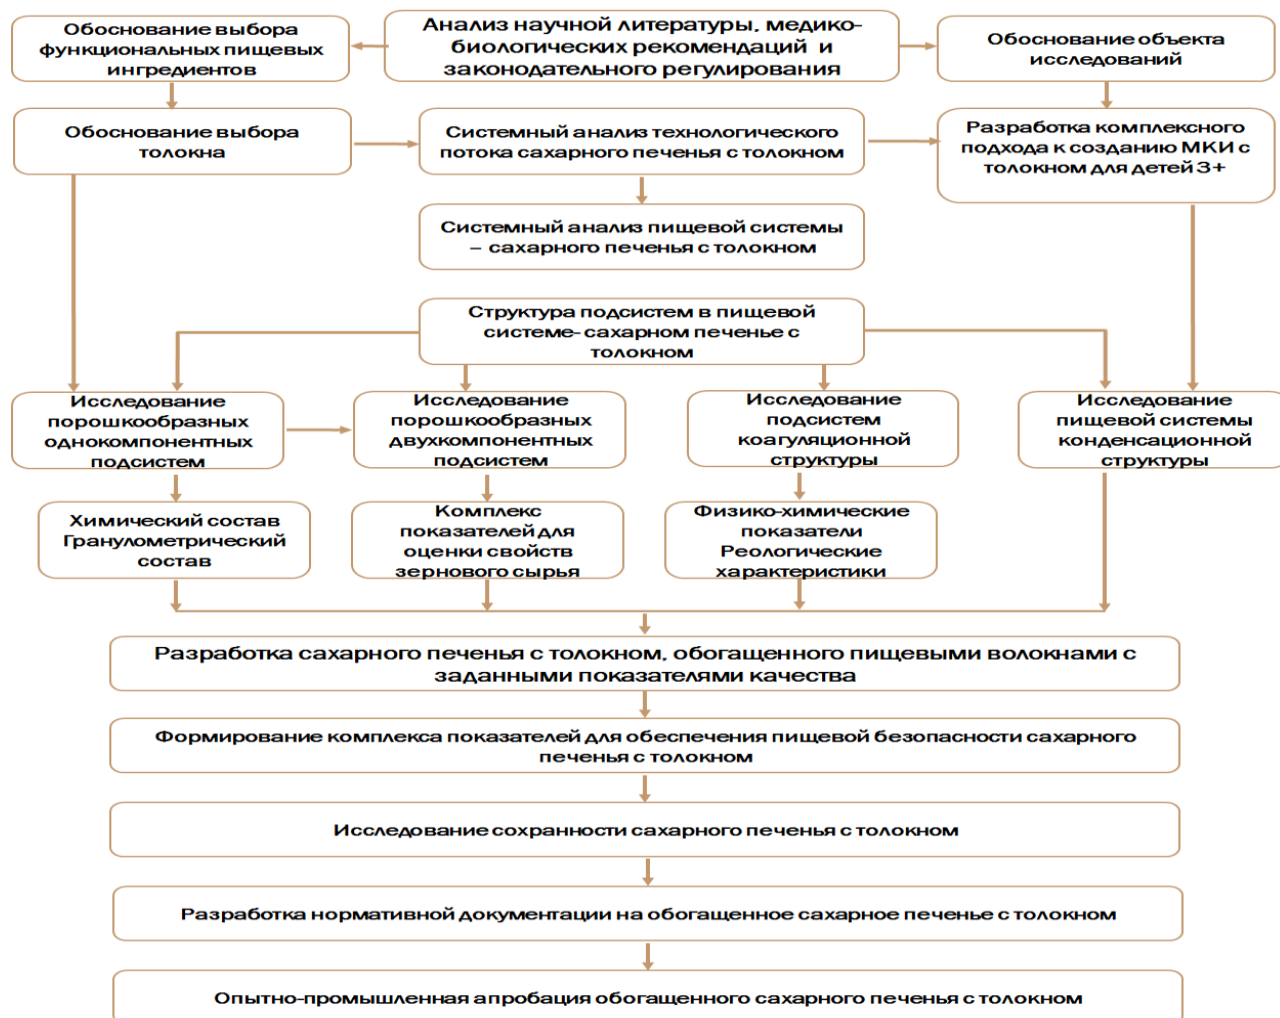 Обоснование выбора
функциональных пищевых
ингредиентов
Анализ научной литературы, медико-
биологических рекомендаций и
законодательного регулирования
Обоснование объекта
исследований
Обоснование выбора
толокна
Системный анализ технологического
потока сахарного печенья с толокном
Разработка комплексного
подхода к созданию МКИ с
толокном для детей 3+
Системный анализ пищевой системы
– сахарного печенья с толокном
Структура подсистем в пищевой
системе- сахарном печенье с
толокном
Исследование
порошкообразных
однокомпонентных
подсистем
Исследование
порошкообразных
двухкомпонентных
подсистем
Исследование
подсистем
коагуляционной
структуры
Исследование
пищевой системы
конденсационной
структуры
Химический состав
Гранулометрический
состав
Комплекс
показателей для
оценки свойств
зернового сырья
Физико-химические
показатели
Реологические
характеристики
Разработка сахарного печенья с толокном, обогащенного пищевыми волокнами с
заданными показателями качества
Формирование комплекса показателей для обеспечения пищевой безопасности сахарного
печенья с толокном
Исследование сохранности сахарного печенья с толокном
Разработка нормативной документации на обогащенное сахарное печенье с толокном
Опытно-промышленная апробация обогащенного сахарного печенья с толокном